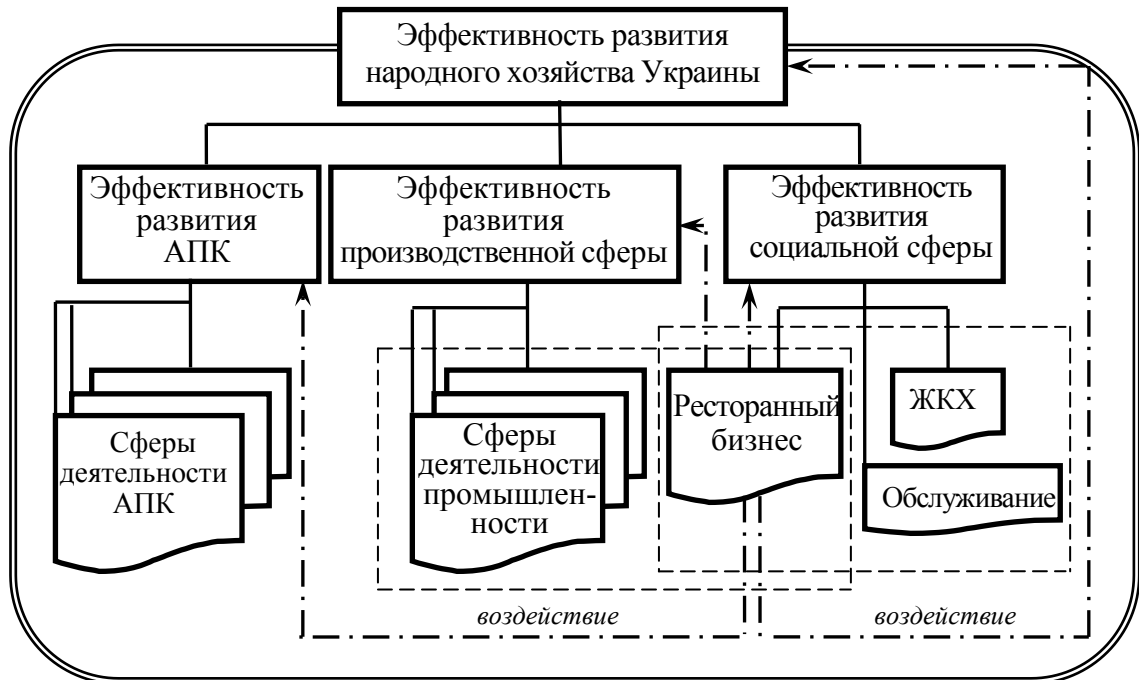 Эффективность развития
народного хозяйства Украины
Эффективность
развития
АПК
Эффективность
развития
производственной сферы
Эффективность
развития
социальной сферы
Сферы
деятельности
АПК
Сферы
деятельности
промышлен-
ности
Ресторанный
бизнес
ЖКХ
Обслуживание
воздействие
воздействие